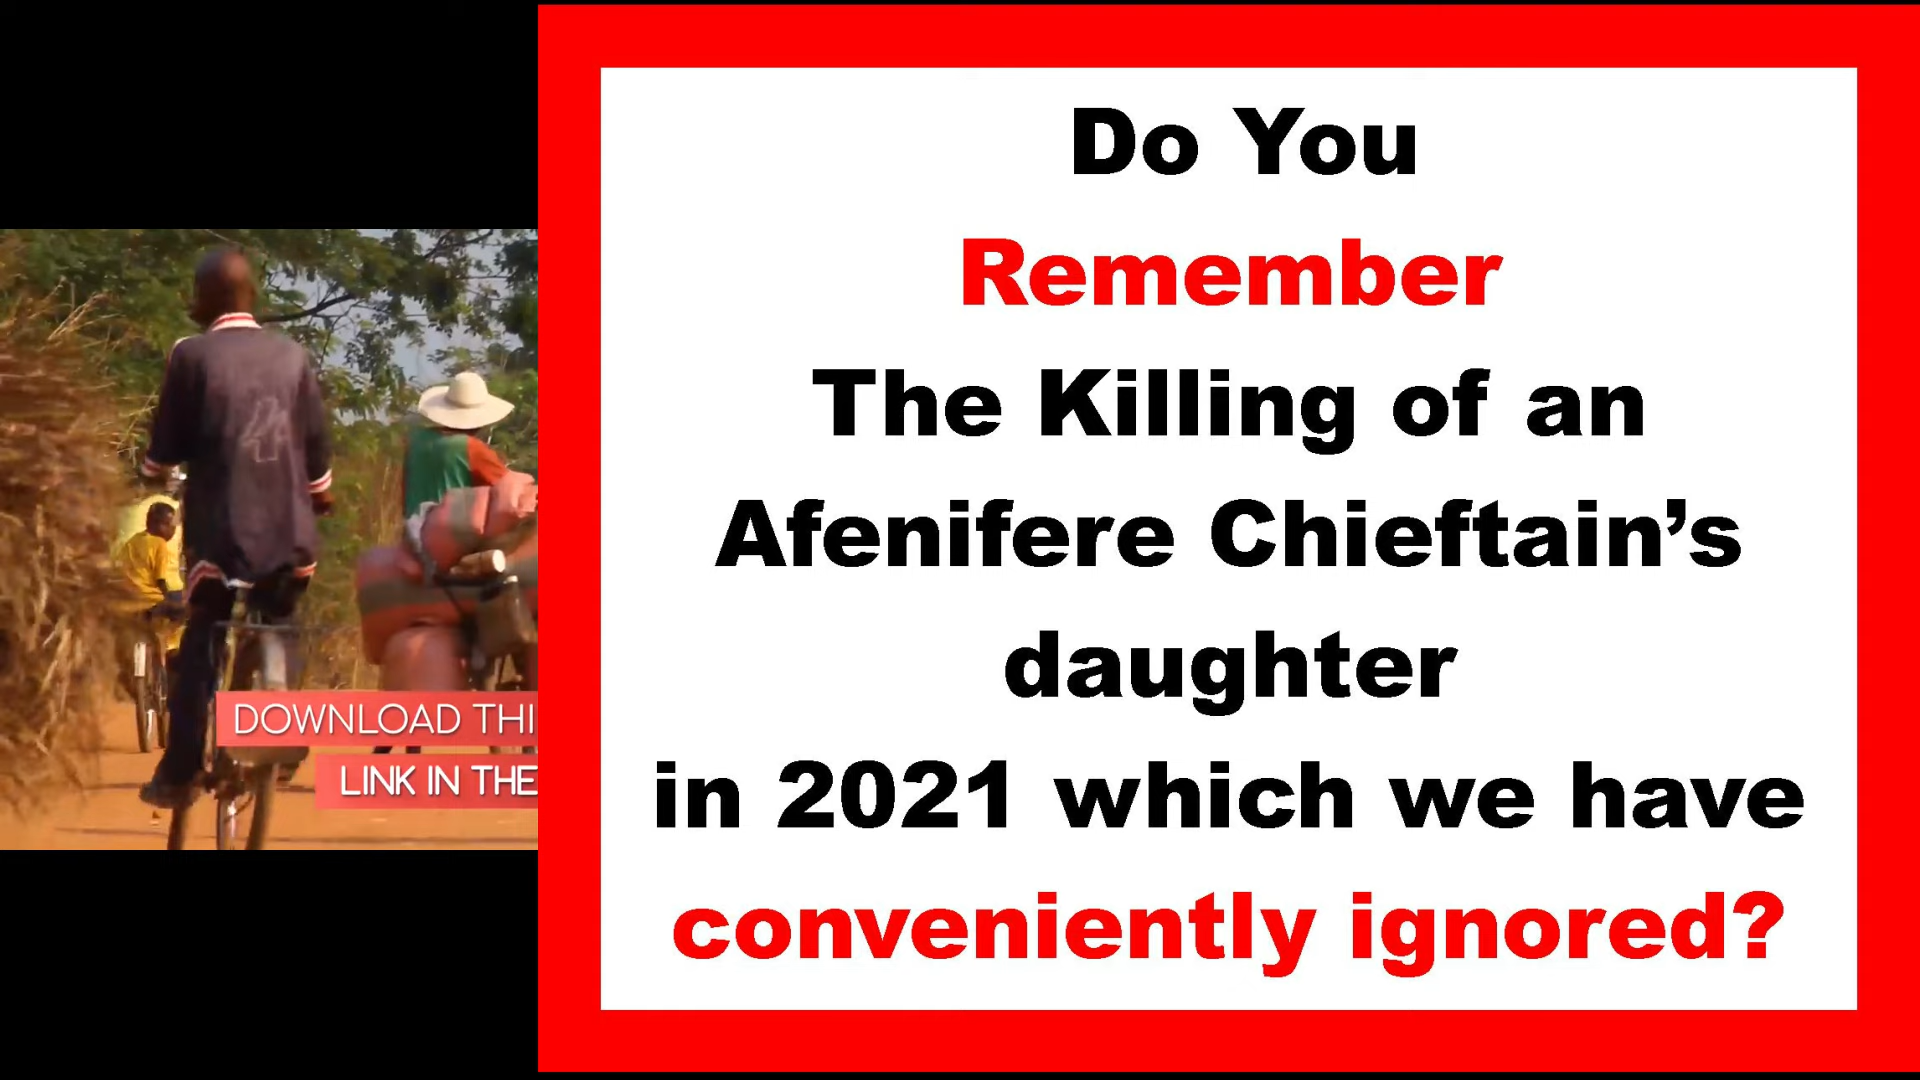 Do You
Remember
The Killing of an
Afenifere Chieftain’s
daughter
in 2021 which we have
conveniently ignored?
DOWNLOAD THI
LINK IN THE